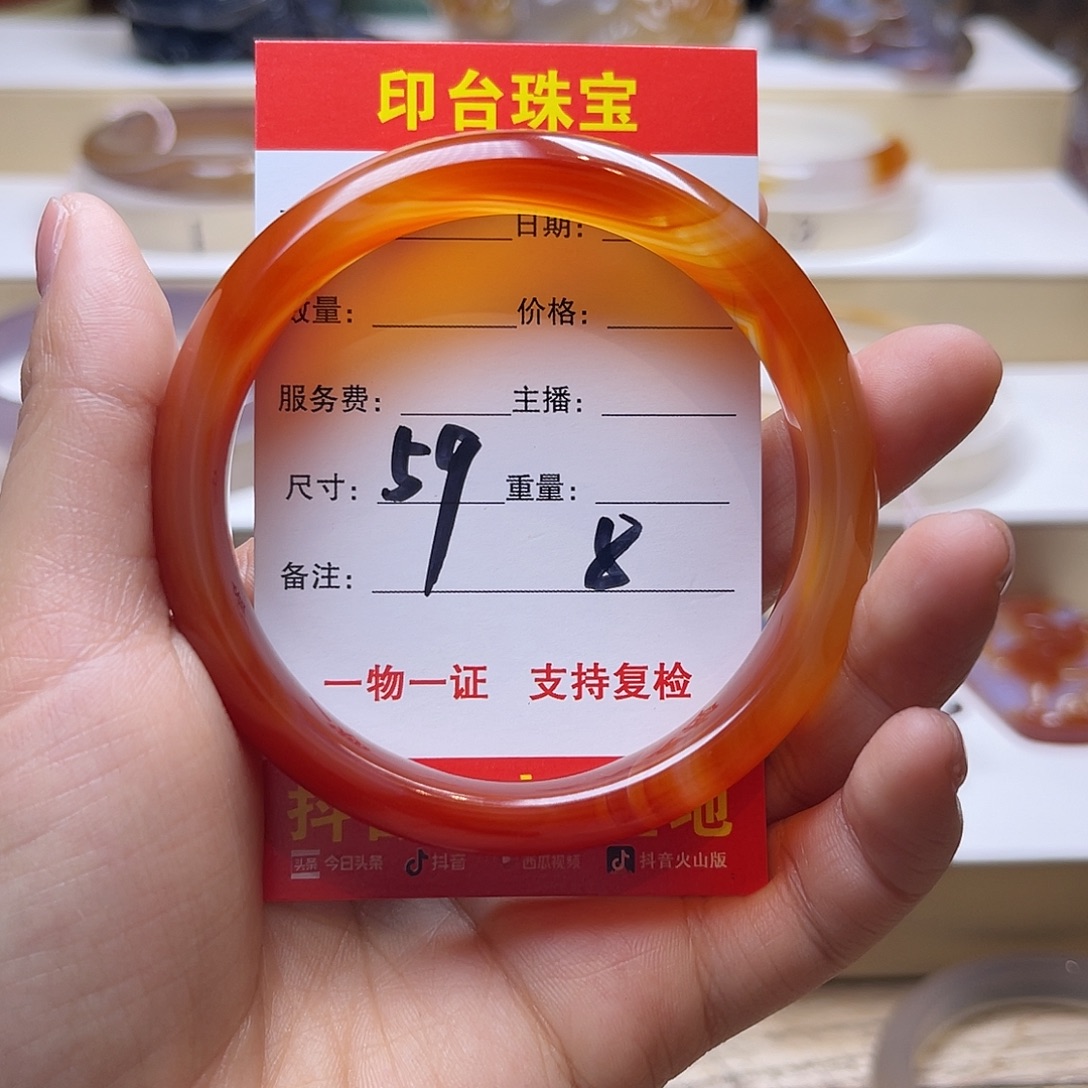 印台珠宝
日期：
数量：价格：
服务费：主播：
尺寸：59 重量：
备注：8
一物一证 支持复检
头条 今日头条 抖音 西瓜视频 抖音火山版